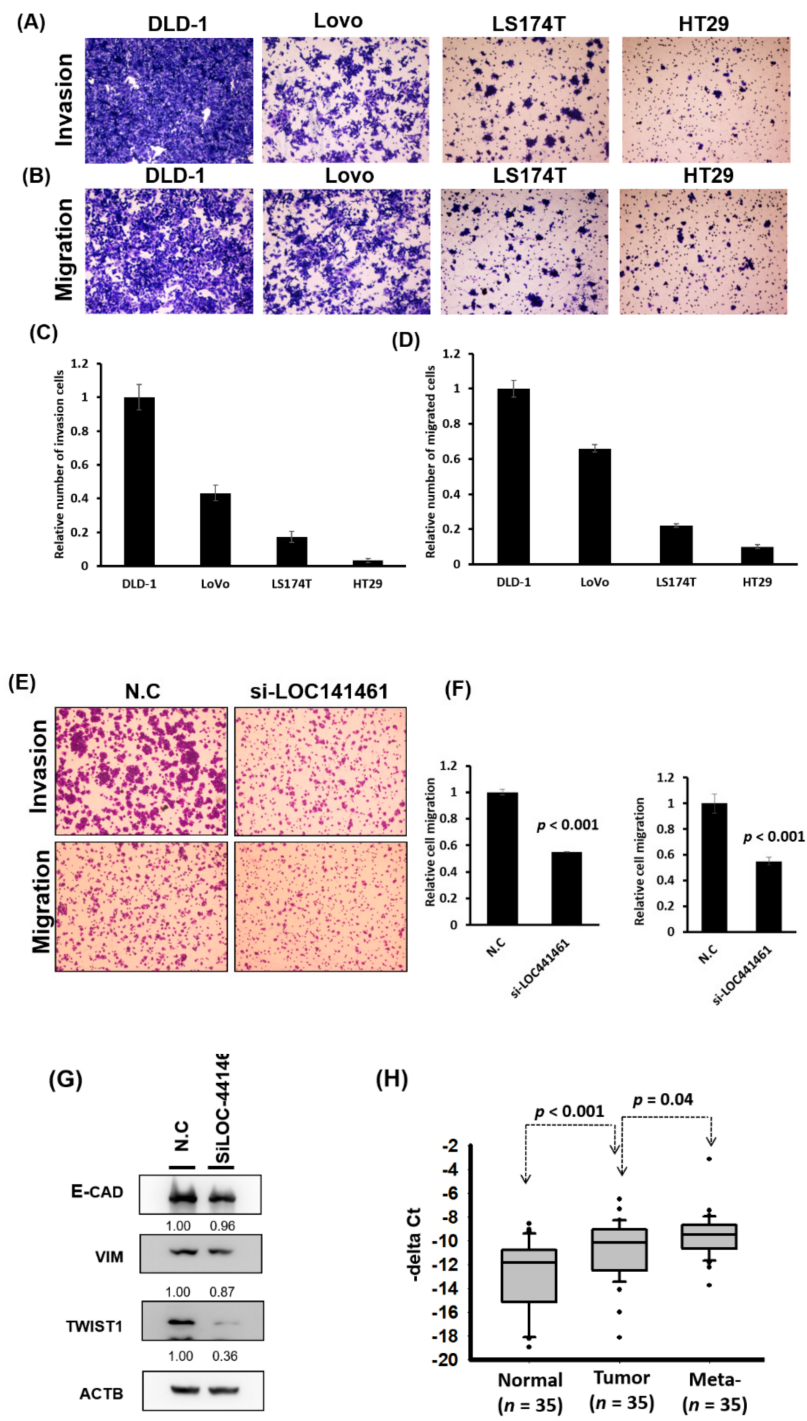 (A)
DLD-1 Lovo LS174T HT29
Invasion
(B)
DLD-1 Lovo LS174T HT29
Migration
(C)
Relative number of invasion cells
1.2
1
0.8
0.6
0.4
0.2
0
DLD-1 LoVo LS174T HT29
(D)
Relative number of migrated cells
1.2
1
0.8
0.6
0.4
0.2
0
DLD-1 LoVo LS174T HT29
(E)
N.C si-LOC141461
Invasion
Migration
(F)
Relative cell migration
1.2
1
0.8
0.6
0.4
0.2
0
p < 0.001
N.C si-LOC441461
Relative cell migration
1.2
1
0.8
0.6
0.4
0.2
0
p < 0.001
N.C si-LOC441461
(G)
N.C SiLOC-44146
E-CAD
1.00 0.96
VIM
1.00 0.87
TWIST1
1.00 0.36
ACTB
(H)
p < 0.001 p = 0.04
-delta Ct
-2
-4
-6
-8
-10
-12
-14
-16
-18
-20
Normal Tumor Meta-
(n = 35) (n = 35) (n = 35)